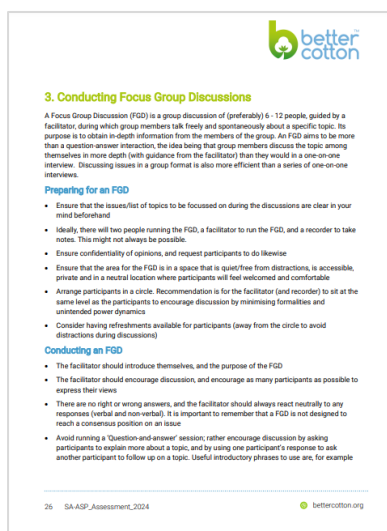 better™
cotton
3. Conducting Focus Group Discussions
A Focus Group Discussion (FGD) is a group discussion of (preferably) 6 - 12 people, guided by a
facilitator, during which group members talk freely and spontaneously about a specific topic. Its
purpose is to obtain in-depth information from the members of the group. An FGD aims to be more
than a question-answer interaction, the idea being that group members discuss the topic among
themselves in more depth (with guidance from the facilitator) than they would in a one-on-one
interview. Discussing issues in a group format is also more efficient than a series of one-on-one
interviews.
Preparing for an FGD
• Ensure that the issues/list of topics to be focussed on during the discussions are clear in your
mind beforehand
• Ideally, there will two people running the FGD, a facilitator to run the FGD, and a recorder to take
notes. This might not always be possible.
• Ensure confidentiality of opinions, and request participants to do likewise
• Ensure that the area for the FGD is in a space that is quiet/free from distractions, is accessible,
private and in a neutral location where participants will feel welcomed and comfortable
• Arrange participants in a circle. Recommendation is for the facilitator (and recorder) to sit at the
same level as the participants to encourage discussion by minimising formalities and
unintended power dynamics
• Consider having refreshments available for participants (away from the circle to avoid
distractions during discussions)
Conducting an FGD
• The facilitator should introduce themselves, and the purpose of the FGD
• The facilitator should encourage discussion, and encourage as many participants as possible to
express their views
• There are no right or wrong answers, and the facilitator should always react neutrally to any
responses (verbal and non-verbal). It is important to remember that a FGD is not designed to
reach a consensus position on an issue
• Avoid running a 'Question-and-answer' session; rather encourage discussion by asking
participants to explain more about a topic, and by using one participant's response to ask
another participant to follow up on a topic. Useful introductory phrases to use are, for example
26 SA-ASP_Assessment_2024
bettercotton.org